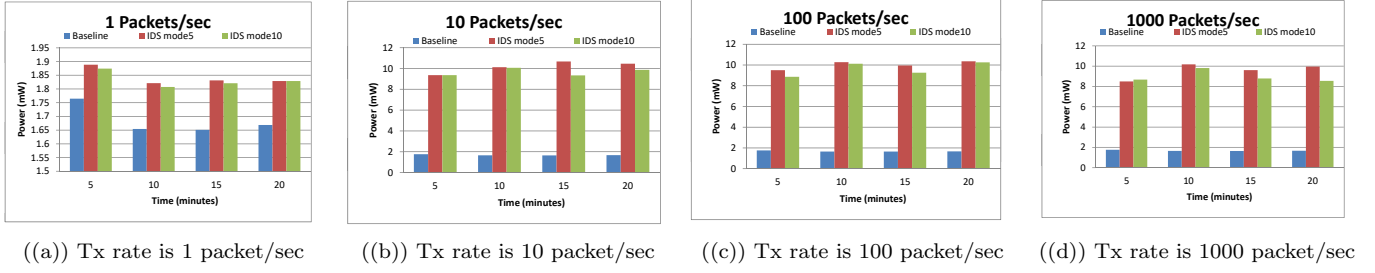 1 Packets/sec
Baseline IDS mode5 IDS mode10
1.95
1.9
1.85
1.8
1.75
1.7
1.65
1.6
1.55
1.5
Power (mW)
5 10 15 20
Time (minutes)
((a)) Tx rate is 1 packet/sec
10 Packets/sec
Baseline IDS mode5 IDS mode10
12
10
8
6
4
2
0
Power (mW)
5 10 15 20
Time (minutes)
((b)) Tx rate is 10 packet/sec
100 Packets/sec
Baseline IDS mode5 IDS mode10
12
10
8
6
4
2
0
Power (mW)
5 10 15 20
Time (minutes)
((c)) Tx rate is 100 packet/sec
1000 Packets/sec
Baseline IDS mode5 IDS mode10
12
10
8
6
4
2
0
Power (mW)
5 10 15 20
Time (minutes)
((d)) Tx rate is 1000 packet/sec